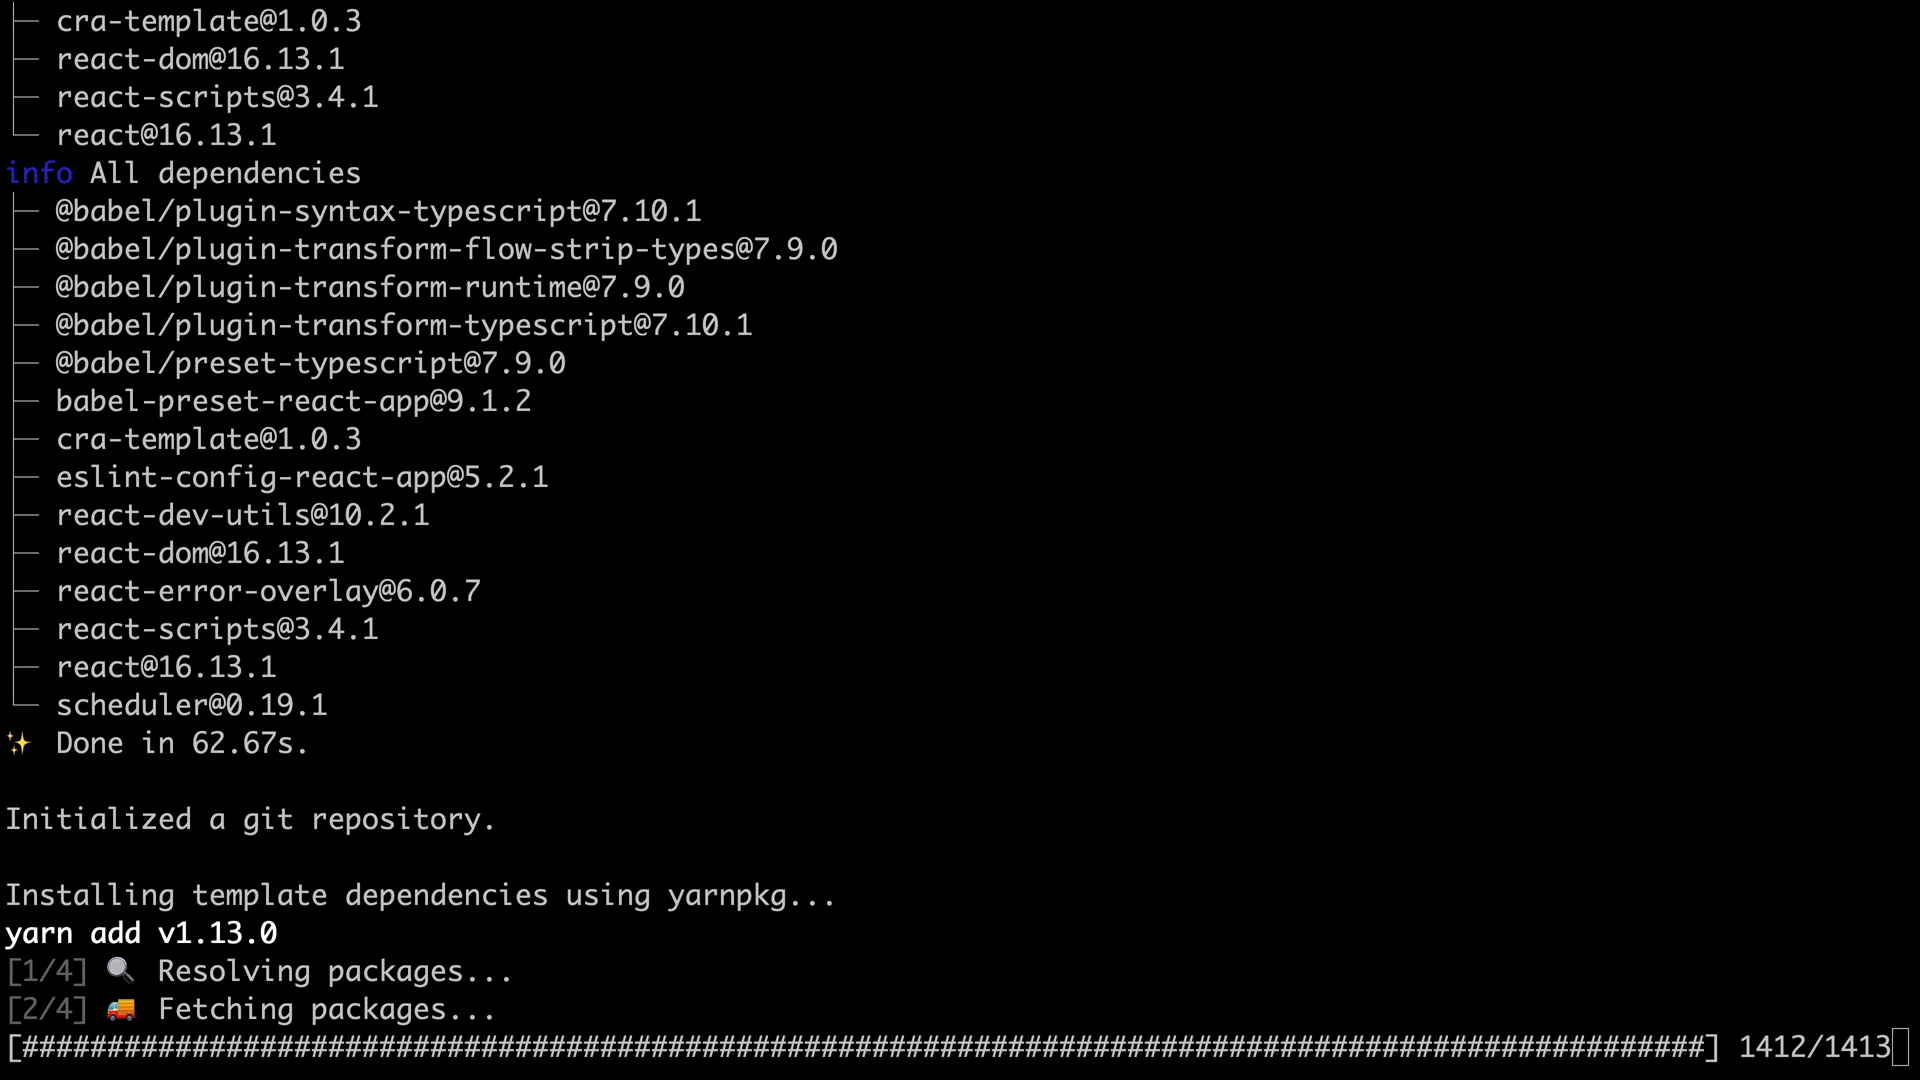 ├─ cra-template@1.0.3
├─ react-dom@16.13.1
├─ react-scripts@3.4.1
└─ react@16.13.1
info All dependencies
├─ @babel/plugin-syntax-typescript@7.10.1
├─ @babel/plugin-transform-flow-strip-types@7.9.0
├─ @babel/plugin-transform-runtime@7.9.0
├─ @babel/plugin-transform-typescript@7.10.1
├─ @babel/preset-typescript@7.9.0
├─ babel-preset-react-app@9.1.2
├─ cra-template@1.0.3
├─ eslint-config-react-app@5.2.1
├─ react-dev-utils@10.2.1
├─ react-dom@16.13.1
├─ react-error-overlay@6.0.7
├─ react-scripts@3.4.1
├─ react@16.13.1
└─ scheduler@0.19.1
✨ Done in 62.67s.
Initialized a git repository.
Installing template dependencies using yarnpkg...
yarn add v1.13.0
[1/4] 🔍 Resolving packages...
[2/4] 🚚 Fetching packages...
[###################################################################################################] 1412/1413